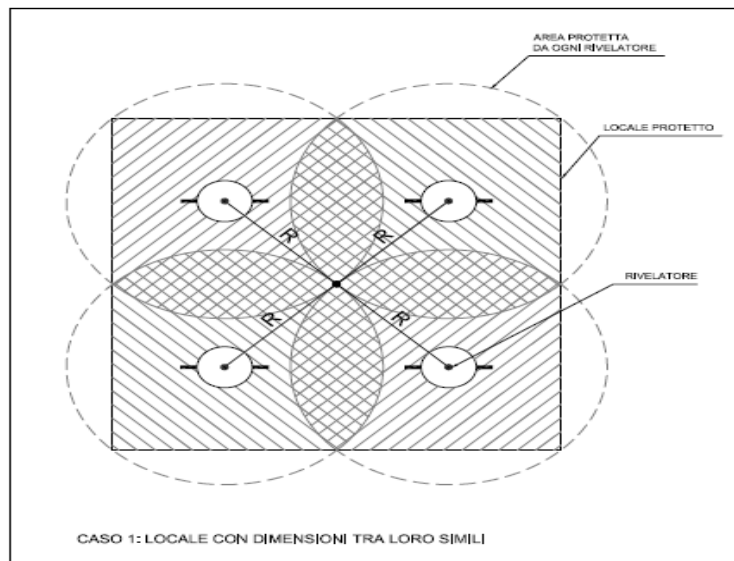 AREA PROTETTA
DA OGNI RIVELATORE
LOCALE PROTETTO
R
R
RIVELATORE
R
R
CASO 1: LOCALE CON DIMENSIONI TRA LORO SIMILI